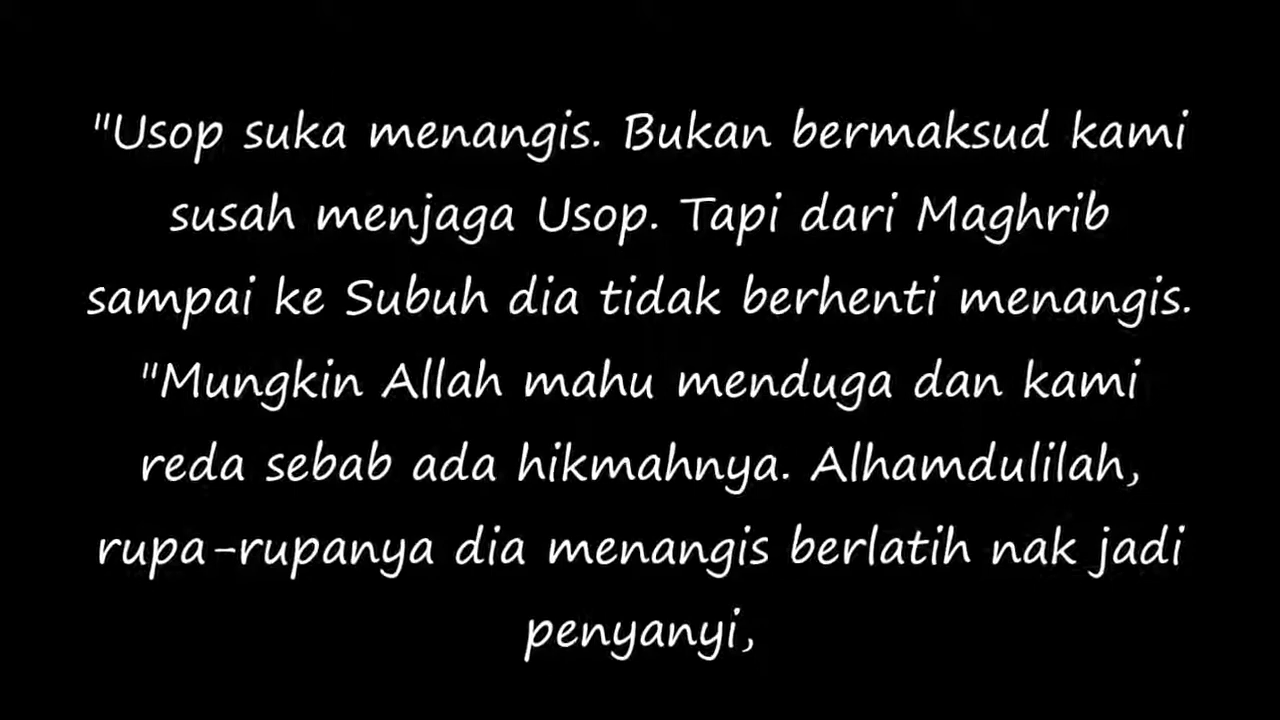 "Usop suka menangis. Bukan bermaksud kami
susah menjaga Usop. Tapi dari Maghrib
sampai ke Subuh dia tidak berhenti menangis.
"Mungkin Allah mahu menduga dan kami
reda sebab ada hikmahnya. Alhamdulilah,
rupa-rupanya dia menangis berlatih nak jadi
penyanyi,